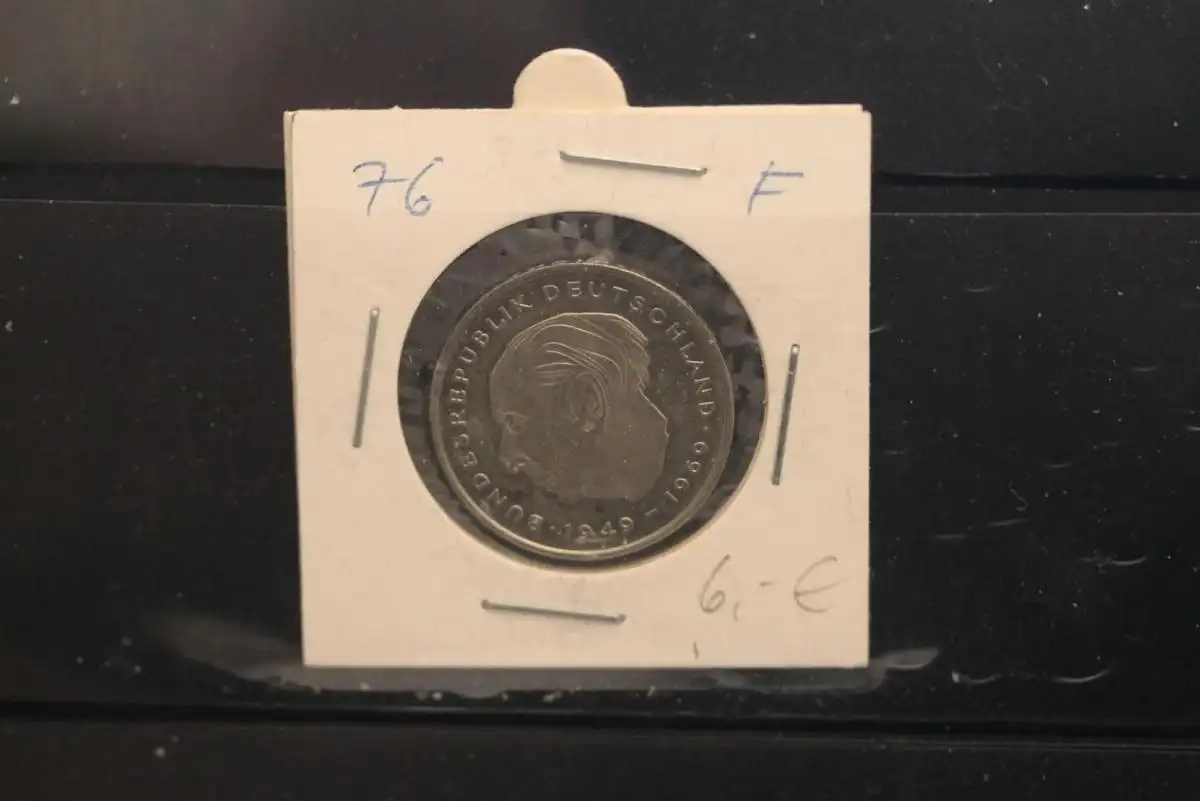 76 F
BUNDESREPUBLIK DEUTSCHLAND · 1949 – 1969 ·
6,- €